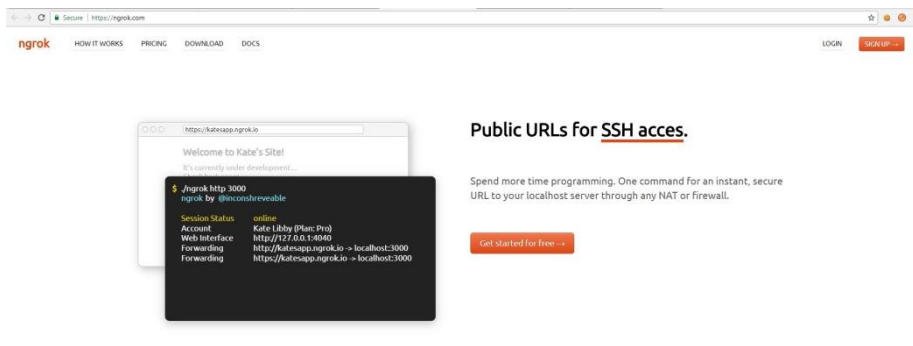 Secure | https://ngrok.com
ngrok HOW IT WORKS PRICING DOWNLOAD DOCS LOGIN SIGN UP →
https://katesapp.ngrok.io
Welcome to Kate's Site!
It's currently under development...
$ ./ngrok http 3000
ngrok by @inconshreveable
Session Status online
Account Kate Libby (Plan: Pro)
Web Interface http://127.0.0.1:4040
Forwarding http://katesapp.ngrok.io -> localhost:3000
Forwarding https://katesapp.ngrok.io -> localhost:3000
Public URLs for SSH acces.
Spend more time programming. One command for an instant, secure
URL to your localhost server through any NAT or firewall.
Get started for free →